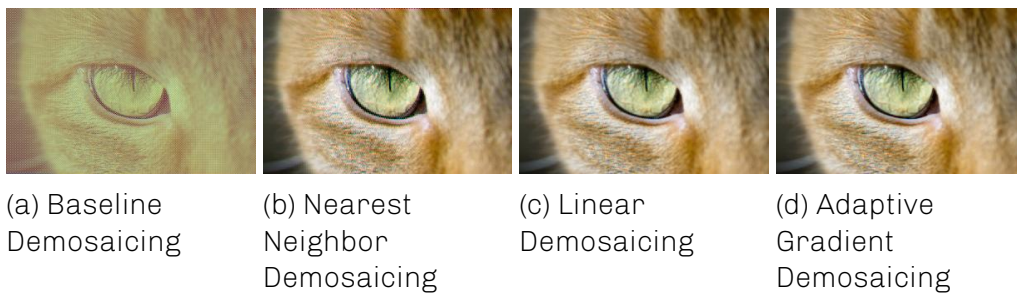 (a) Baseline
Demosaicing
(b) Nearest
Neighbor
Demosaicing
(c) Linear
Demosaicing
(d) Adaptive
Gradient
Demosaicing